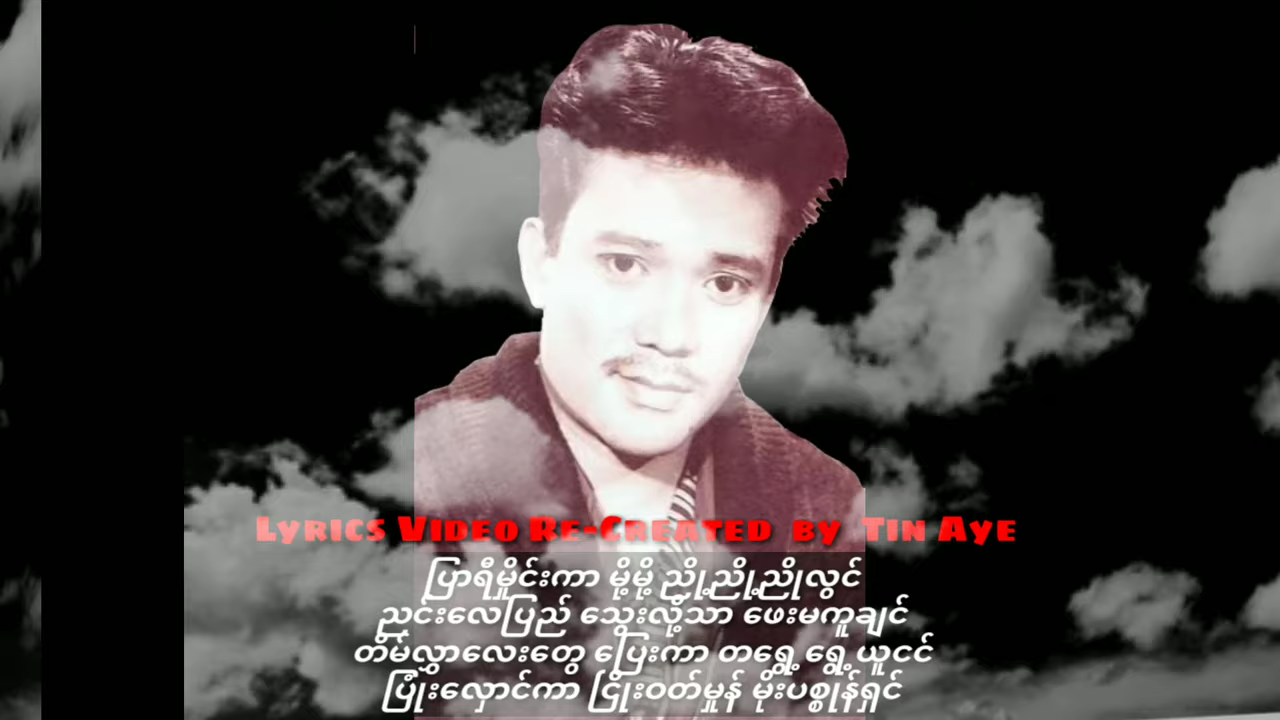 Lyrics Video Re-Created by Tin Aye
ပြာရီမှိုင်းကာ မို့မို့ ညို့ညို့ညိုလွင်
ညင်းလေပြည် သွေးလို့သာ ဖေးမကူချင်
တိမ်လွှာလေးတွေ ပြေးကာ တရွေ့ ရွေ့ ယူငင်
ပြိုးလှောင်ကာ ငြိုးဝတ်မှုန် မိုးပစ္စုန်ရှင်